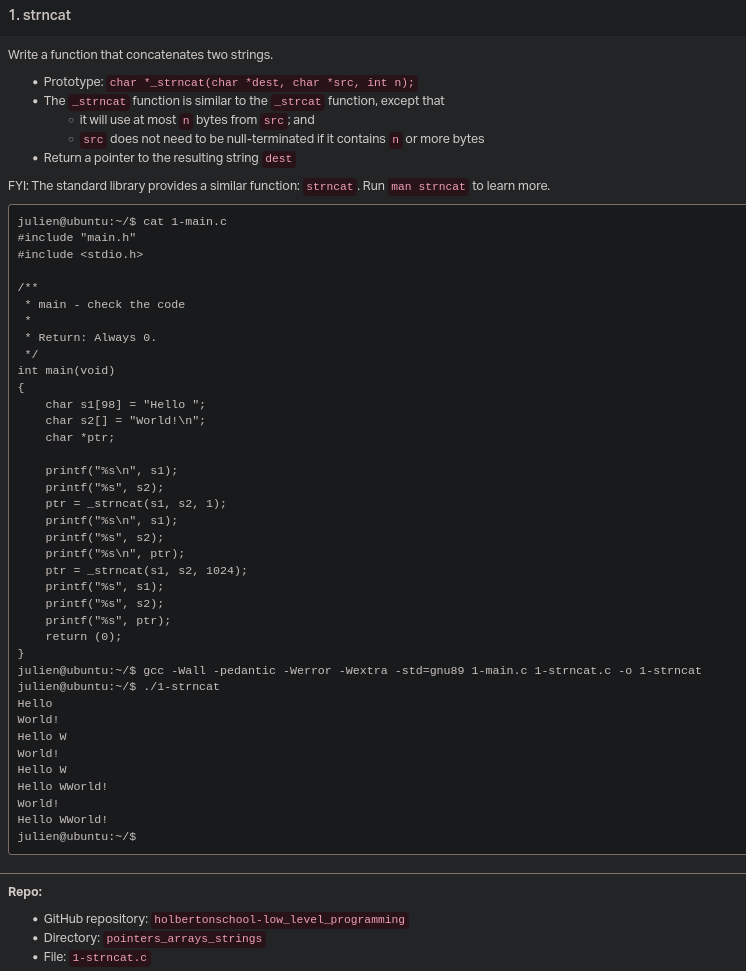 1. strncat
Write a function that concatenates two strings.
• Prototype: char *_strncat(char *dest, char *src, int n);
• The _strncat function is similar to the _strcat function, except that
○ it will use at most n bytes from src; and
○ src does not need to be null-terminated if it contains n or more bytes
• Return a pointer to the resulting string dest
FYI: The standard library provides a similar function: strncat. Run man strncat to learn more.
julien@ubuntu:~/$ cat 1-main.c
#include "main.h"
#include <stdio.h>

/**
 * main - check the code
 *
 * Return: Always 0.
 */
int main(void)
{
    char s1[98] = "Hello ";
    char s2[] = "World!\n";
    char *ptr;

    printf("%s\n", s1);
    printf("%s", s2);
    ptr = _strncat(s1, s2, 1);
    printf("%s\n", s1);
    printf("%s", s2);
    printf("%s\n", ptr);
    ptr = _strncat(s1, s2, 1024);
    printf("%s", s1);
    printf("%s", s2);
    printf("%s", ptr);
    return (0);
}
julien@ubuntu:~/$ gcc -Wall -pedantic -Werror -Wextra -std=gnu89 1-main.c 1-strncat.c -o 1-strncat
julien@ubuntu:~/$ ./1-strncat
Hello
World!
Hello W
World!
Hello W
Hello WWorld!
World!
Hello WWorld!
julien@ubuntu:~/$
Repo:
• GitHub repository: holbertonschool-low_level_programming
• Directory: pointers_arrays_strings
• File: 1-strncat.c